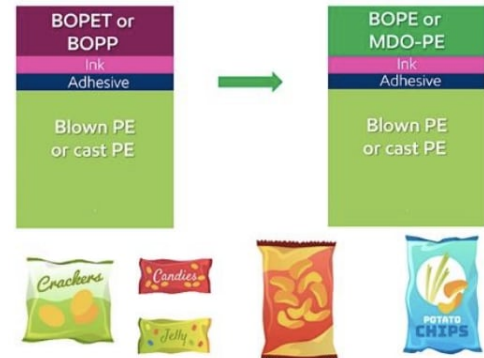 BOPET or
BOPP
Ink
Adhesive
Blown PE
or cast PE
BOPE or
MDO-PE
Ink
Adhesive
Blown PE
or cast PE
Crackers
Candies
Jelly
POTATO
CHIPS